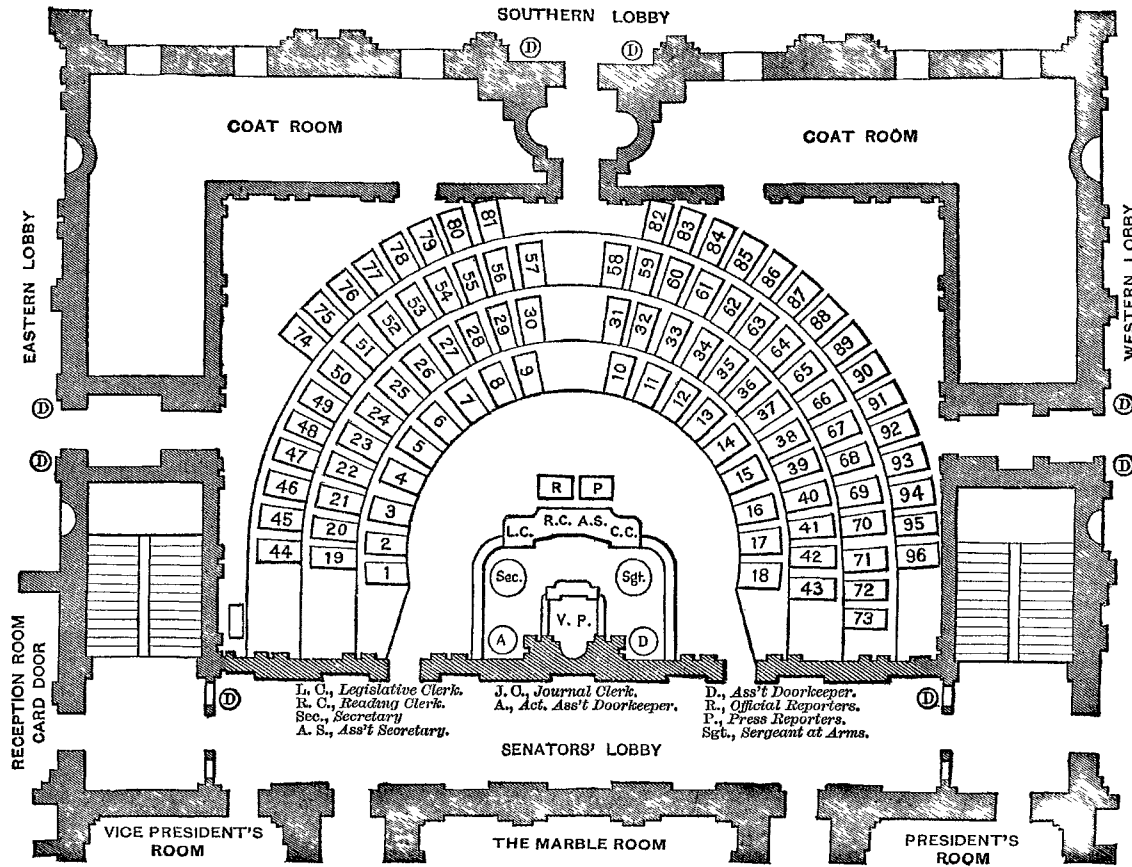 SOUTHERN LOBBY
D
D
COAT ROOM
COAT ROOM
EASTERN LOBBY
WESTERN LOBBY
74 75 76 77 78 79 80 81
82 83 84 85 86 87 88 89 90 91 92 93 94 95 96
44 45 46 47 48 49 50 51 52 53 54 55 56 57
58 59 60 61 62 63 64 65 66 67 68 69 70 71 72 73
19 20 21 22 23 24 25 26 27 28 29 30
31 32 33 34 35 36 37 38 39 40 41 42 43
1 2 3 4 5 6 7 8 9
10 11 12 13 14 15 16 17 18
D
D
D
D
R P
L.C. R.C. A.S. C.C.
Sec. Sgt.
V. P.
A D
RECEPTION ROOM
CARD DOOR
D
D
L. C., Legislative Clerk.
R. C., Reading Clerk.
Sec., Secretary
A. S., Ass't Secretary.
J. C., Journal Clerk.
A., Act. Ass't Doorkeeper.
D., Ass't Doorkeeper.
R., Official Reporters.
P., Press Reporters.
Sgt., Sergeant at Arms.
SENATORS' LOBBY
VICE PRESIDENT'S
ROOM
THE MARBLE ROOM
PRESIDENT'S
ROOM